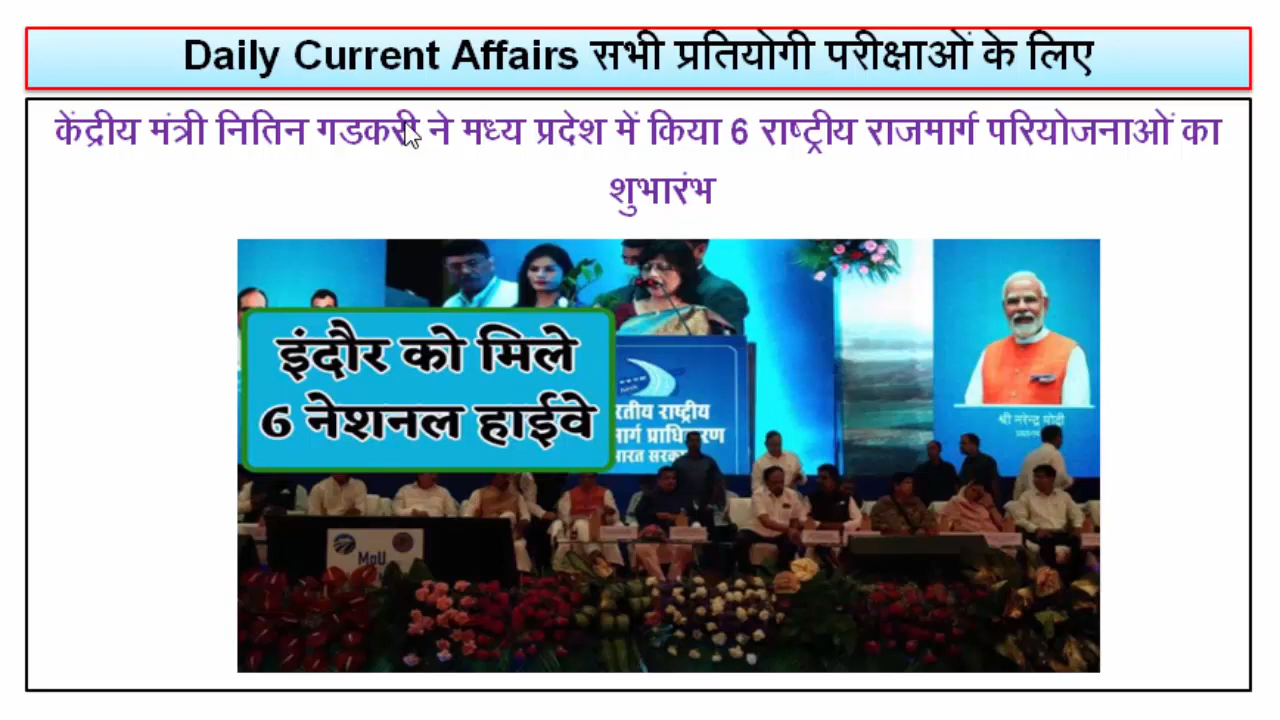 Daily Current Affairs सभी प्रतियोगी परीक्षाओं के लिए
केंद्रीय मंत्री नितिन गडकरी ने मध्य प्रदेश में किया 6 राष्ट्रीय राजमार्ग परियोजनाओं का
शुभारंभ
इंदौर को मिले
6 नेशनल हाईवे
रतीय राष्ट्रीय
मार्ग प्राधिकरण
भारत सरका
श्री नरेन्द्र मोदी
MoU